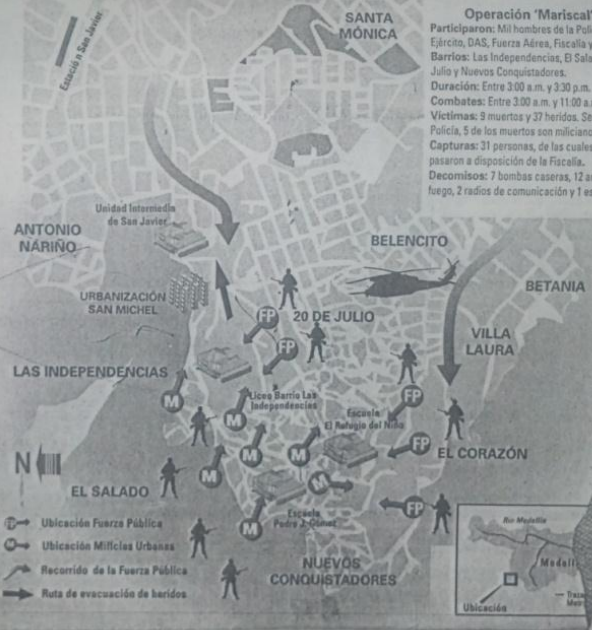 Operación 'Mariscal'
Participaron: Mil hombres de la
Ejército, DAS, Fuerza Aérea, Fiscalía y
Barrios: Las Independencias, El
Julio y Nuevos Conquistadores.
Duración: Entre 3:00 a.m. y 3:30 p.m.
Combates: Entre 3:00 a.m. y 11:00
Víctimas: 9 muertos y 37 heridos.
Policía, 5 de los muertos son
Capturas: 31 personas, de las cuales
pasaron a disposición de la Fiscalía.
Decomisos: 7 bombas caseras, 12
fuego, 2 radios de comunicación y 1
SANTA
MÓNICA
Estación San Javier
Unidad Intermedia
de San Javier
ANTONIO
NARIÑO
BELENCITO
BETANIA
URBANIZACIÓN
SAN MICHEL
FP
20 DE JULIO
FP
VILLA
LAURA
LAS INDEPENDENCIAS
M
M
Liceo Barrio Las
Independencias
FP
Escuela
El Refugio del Niño
FP
EL CORAZÓN
M
M
M
N
EL SALADO
M
M
Escuela
Pedro J. Gómez
FP
NUEVOS
CONQUISTADORES
FP Ubicación Fuerza Pública
M Ubicación Milicias Urbanas
Recorrido de la Fuerza Pública
Ruta de evacuación de heridos
Río Medellín
Ubicación